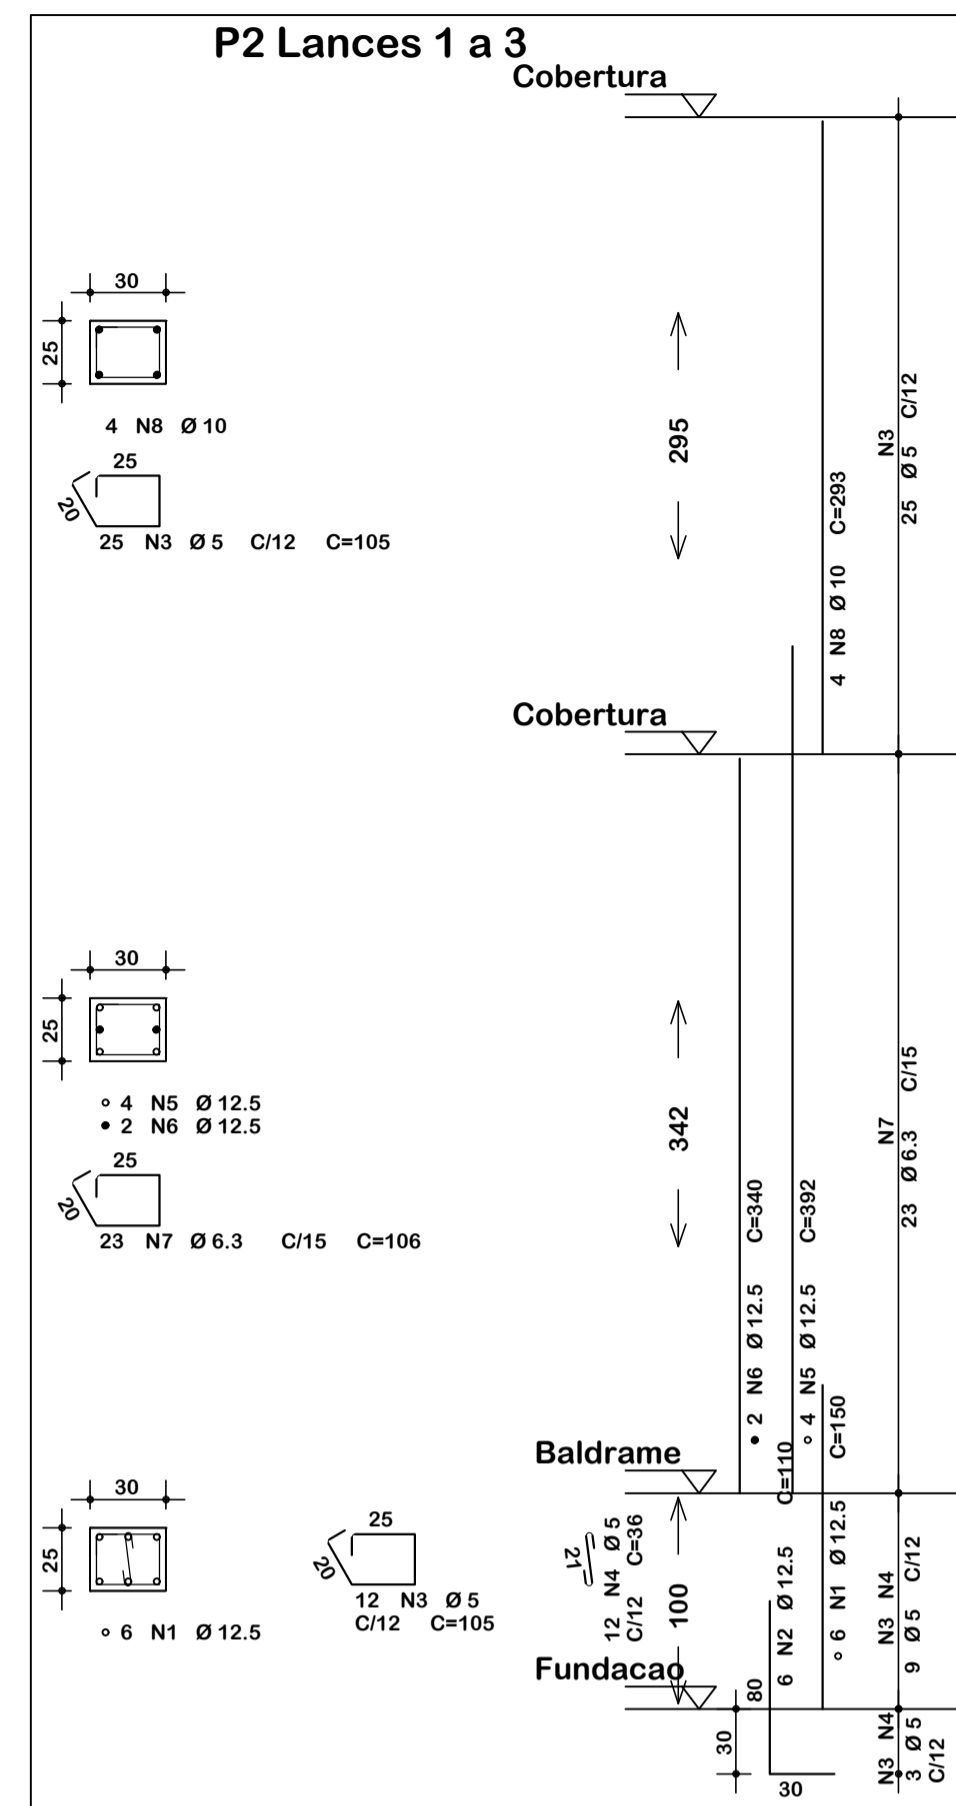 P2 Lances 1 a 3
Cobertura
30
25
4 N8 Ø 10
25
20
25 N3 Ø 5 C/12 C=105
295
4 N8 Ø 10 C=293
N3
25 Ø 5 C/12
Cobertura
30
25
4 N5 Ø 12.5
2 N6 Ø 12.5
25
20
23 N7 Ø 6.3 C/15 C=106
342
2 N6 Ø 12.5 C=340
4 N5 Ø 12.5 C=392
N7
23 Ø 6.3 C/15
Baldrame
30
25
6 N1 Ø 12.5
25
20
12 N3 Ø 5
C/12 C=105
21
12 N4 Ø 5
C/12 C=36
100
6 N2 Ø 12.5 C=110
6 N1 Ø 12.5 C=150
N3 N4
9 Ø 5 C/12
Fundacao
80
30
30
N3 N4
3 Ø 5
C/12